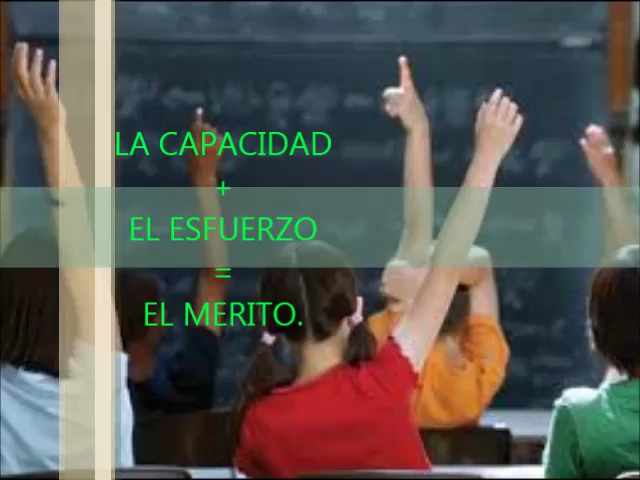 LA CAPACIDAD
+
EL ESFUERZO
=
EL MERITO.